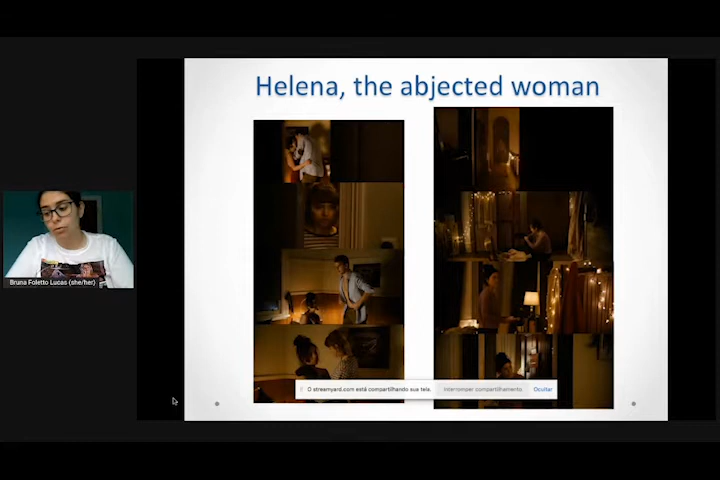 Helena, the abjected woman
Bruna Foletto Lucas (she/her)
O streamyard.com está compartilhando sua tela.
Interromper compartilhamento
Ocultar